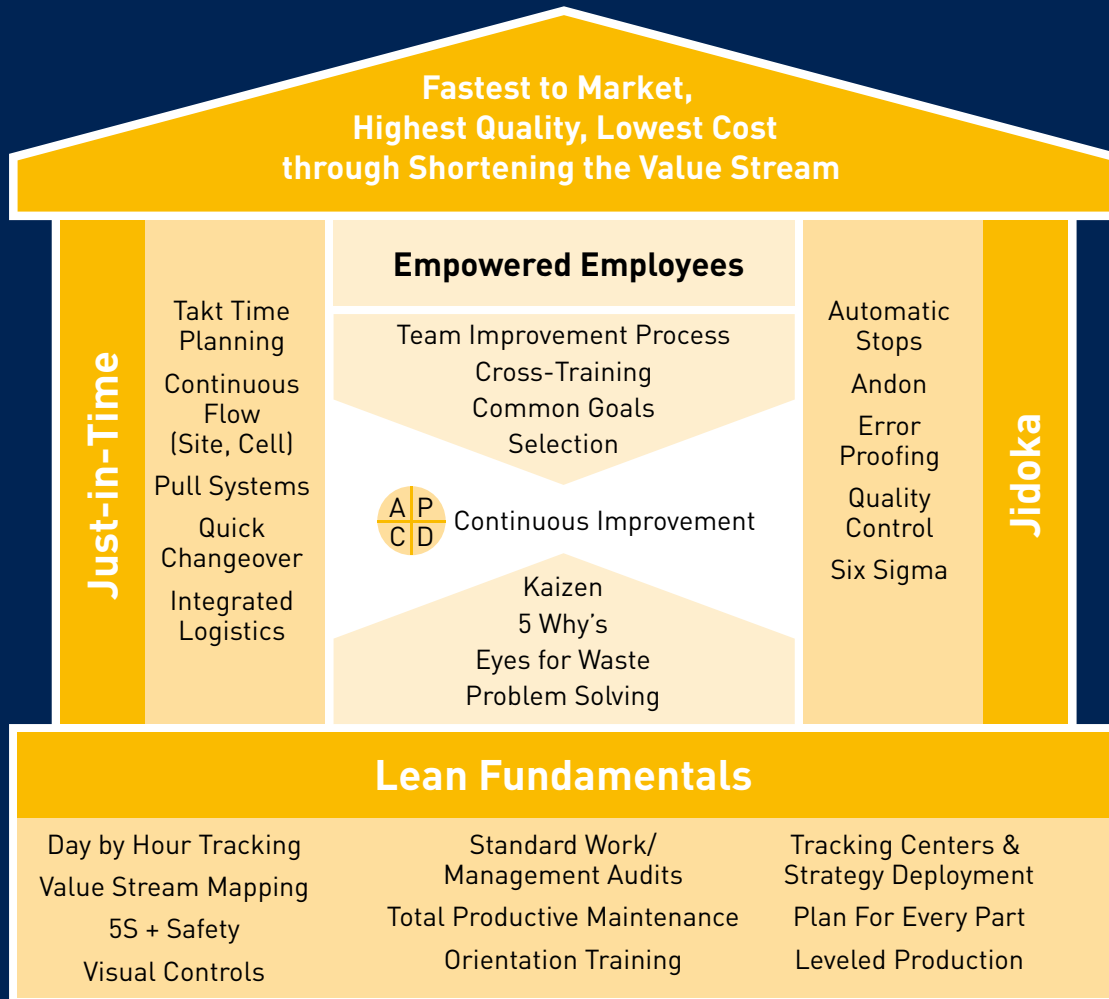 Fastest to Market,
Highest Quality, Lowest Cost
through Shortening the Value Stream
Just-in-Time
Takt Time
Planning
Continuous
Flow
(Site, Cell)
Pull Systems
Quick
Changeover
Integrated
Logistics
Empowered Employees
Team Improvement Process
Cross-Training
Common Goals
Selection
A P
C D
Continuous Improvement
Kaizen
5 Why’s
Eyes for Waste
Problem Solving
Automatic
Stops
Andon
Error
Proofing
Quality
Control
Six Sigma
Jidoka
Lean Fundamentals
Day by Hour Tracking
Value Stream Mapping
5S + Safety
Visual Controls
Standard Work/
Management Audits
Total Productive Maintenance
Orientation Training
Tracking Centers &
Strategy Deployment
Plan For Every Part
Leveled Production